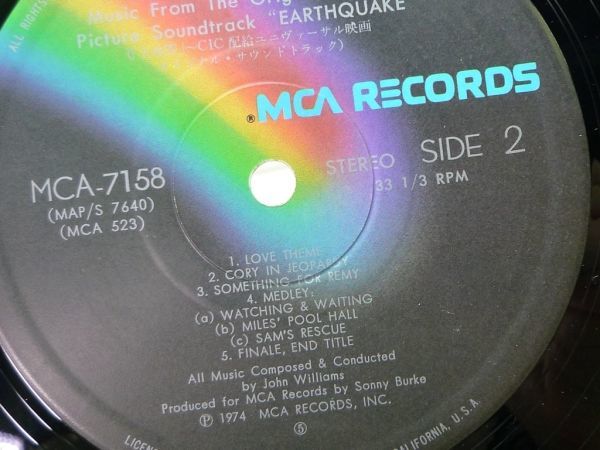 Music From The
Picture Soundtrack "EARTHQUAKE"
CIC配給ユニヴァーサル映画
サウンドトラック)
MCA RECORDS
®
MCA-7158
(MAP/S 7640)
(MCA 523)
STEREO SIDE 2
33 1/3 RPM
1. LOVE THEME
2. CORY IN JEOPARDY
3. SOMETHING FOR REMY
4. MEDLEY:
(a) WATCHING & WAITING
(b) MILES' POOL HALL
(c) SAM'S RESCUE
5. FINALE, END TITLE
All Music Composed & Conducted
by John Williams
Produced for MCA Records by Sonny Burke
Ⓟ 1974 MCA RECORDS, INC.
⑤
ALL RIGHTS
CALIFORNIA, U.S.A.